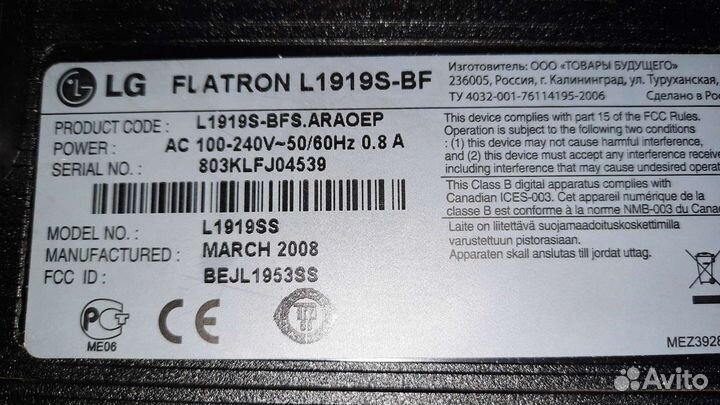 LG FLATRON L1919S-BF
PRODUCT CODE : L1919S-BFS.ARAOEP
POWER : AC 100-240V~50/60Hz 0.8 A
SERIAL NO. : 803KLFJ04539
MODEL NO. : L1919SS
MANUFACTURED : MARCH 2008
FCC ID : BEJL1953SS
ME06
Изготовитель: ООО «ТОВАРЫ БУДУЩЕГО»
236005, Россия, г. Калининград, ул. Туруханская,
ТУ 4032-001-76114195-2006 Сделано в Рос
This device complies with part 15 of the FCC Rules.
Operation is subject to the following two conditions
: (1) this device may not cause harmful interference
(2) this device must accept any interference received
including interference that may cause undesired
This Class B digital apparatus complies with
Canadian ICES-003. Cet appareil numérique de la
classe B est conforme à la norme NMB-003 du Cana
Laite on liitettävä suojamaadoituskoskettimilla
varustettuun pistorasiaan.
Apparaten skall anslutas till jordat uttag.
MEZ3928
Avito